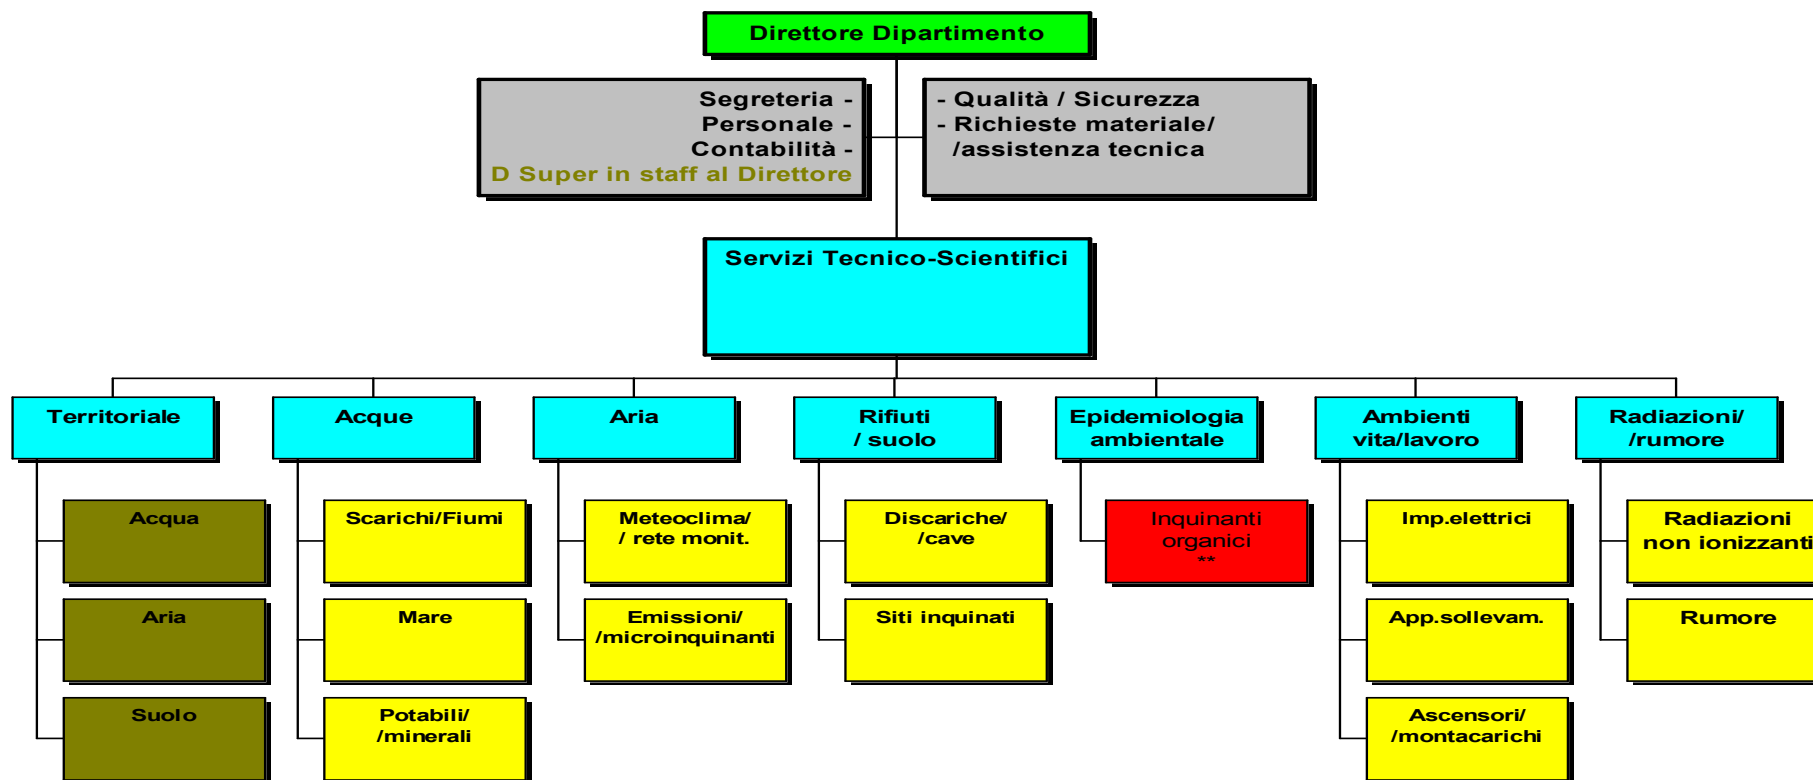 Direttore Dipartimento
Segreteria -
Personale -
Contabilità -
D Super in staff al Direttore
- Qualità / Sicurezza
- Richieste materiale/
/assistenza tecnica
Servizi Tecnico-Scientifici
Territoriale
Acque
Aria
Rifiuti
/ suolo
Epidemiologia
ambientale
Ambienti
vita/lavoro
Radiazioni/
/rumore
Acqua
Aria
Suolo
Scarichi/Fiumi
Mare
Potabili/
/minerali
Meteoclima/
/ rete monit.
Emissioni/
/microinquinanti
Discariche/
/cave
Siti inquinati
Inquinanti
organici
**
Imp.elettrici
App.sollevam.
Ascensori/
/montacarichi
Radiazioni
non ionizzanti
Rumore